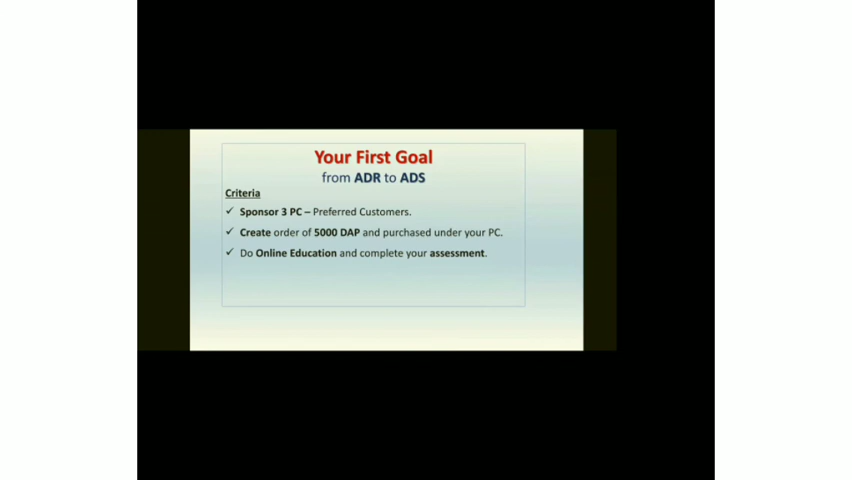 Your First Goal
from ADR to ADS
Criteria
✓ Sponsor 3 PC – Preferred Customers.
✓ Create order of 5000 DAP and purchased under your PC.
✓ Do Online Education and complete your assessment.